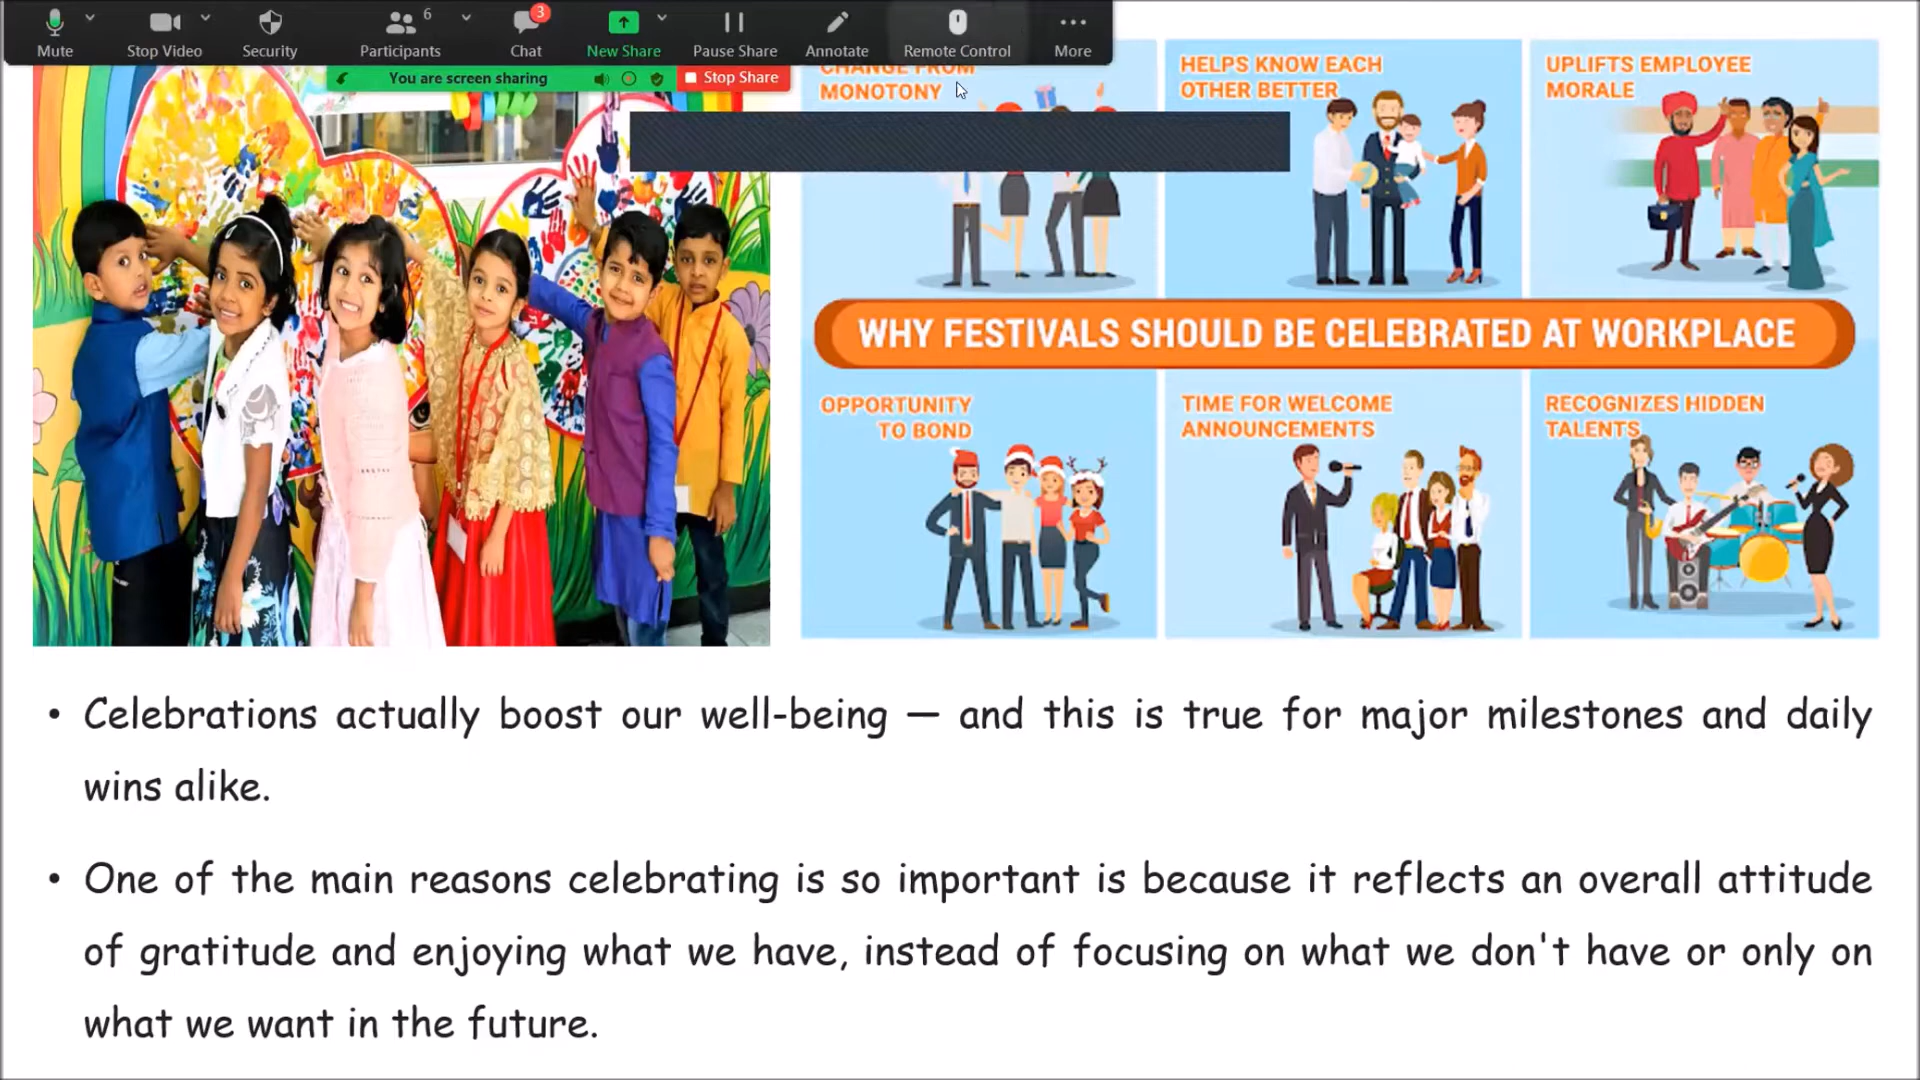 6
3
Mute
Stop Video
Security
Participants
Chat
New Share
Pause Share
Annotate
Remote Control
More
You are screen sharing
Stop Share
CHANGE FROM
MONOTONY
HELPS KNOW EACH
OTHER BETTER
UPLIFTS EMPLOYEE
MORALE
WHY FESTIVALS SHOULD BE CELEBRATED AT WORKPLACE
OPPORTUNITY
TO BOND
TIME FOR WELCOME
ANNOUNCEMENTS
RECOGNIZES HIDDEN
TALENTS
• Celebrations actually boost our well-being — and this is true for major milestones and daily
wins alike.
• One of the main reasons celebrating is so important is because it reflects an overall attitude
of gratitude and enjoying what we have, instead of focusing on what we don't have or only on
what we want in the future.